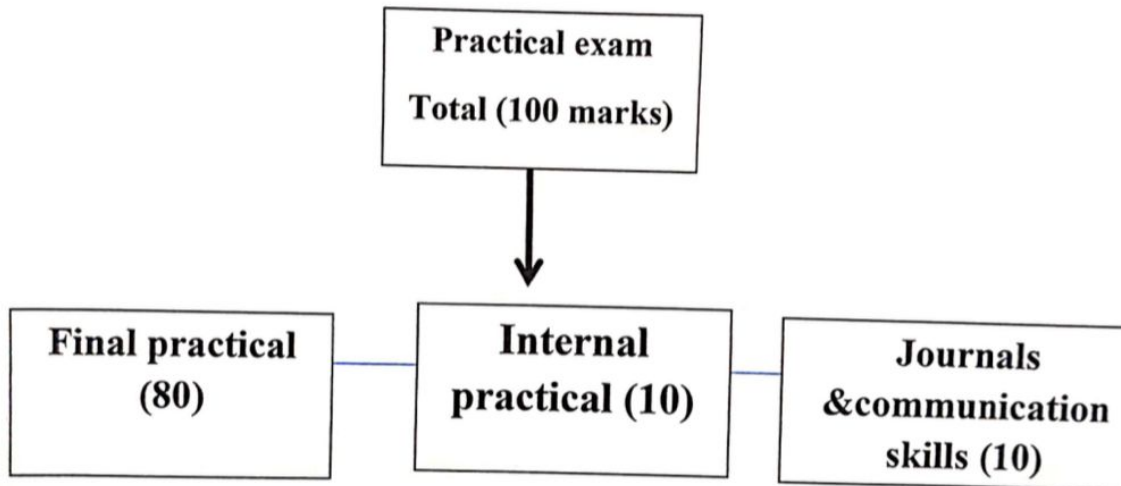 Practical exam
Total (100 marks)
Final practical
(80)
Internal
practical (10)
Journals
&communication
skills (10)